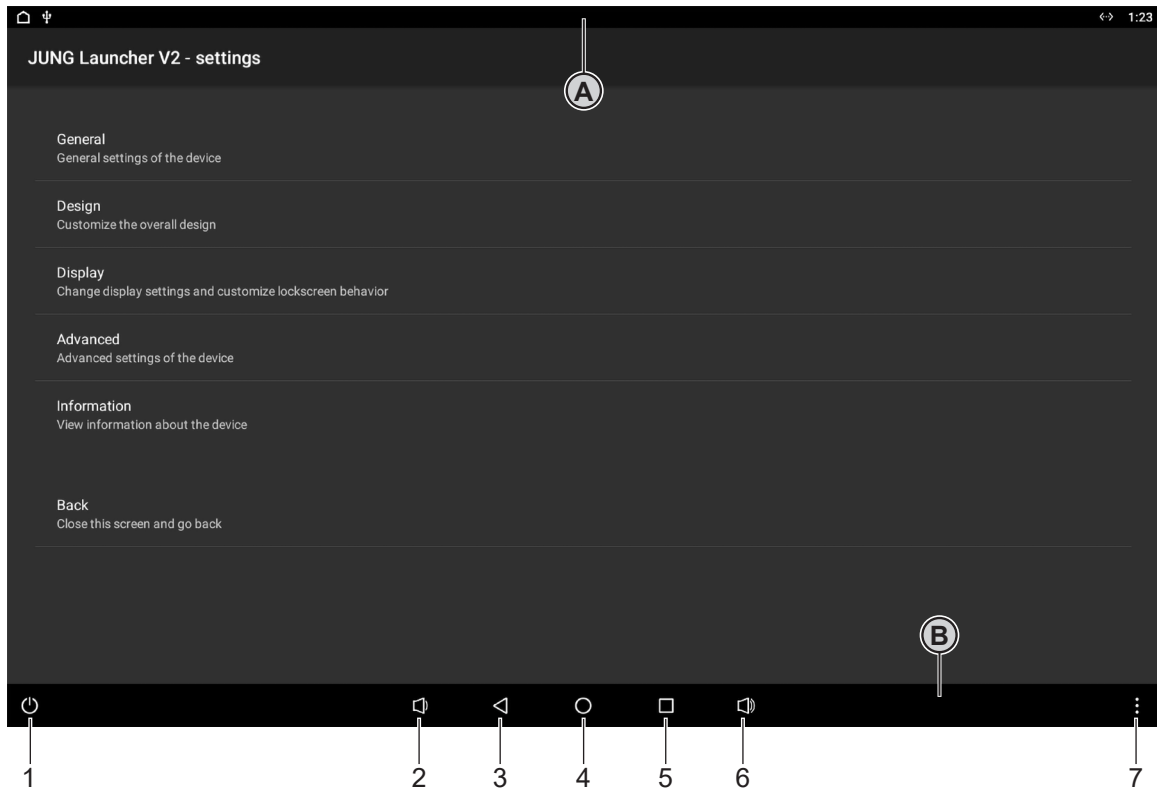 1:23
JUNG Launcher V2 - settings
A
General
General settings of the device
Design
Customize the overall design
Display
Change display settings and customize lockscreen behavior
Advanced
Advanced settings of the device
Information
View information about the device
Back
Close this screen and go back
B
1 2 3 4 5 6 7